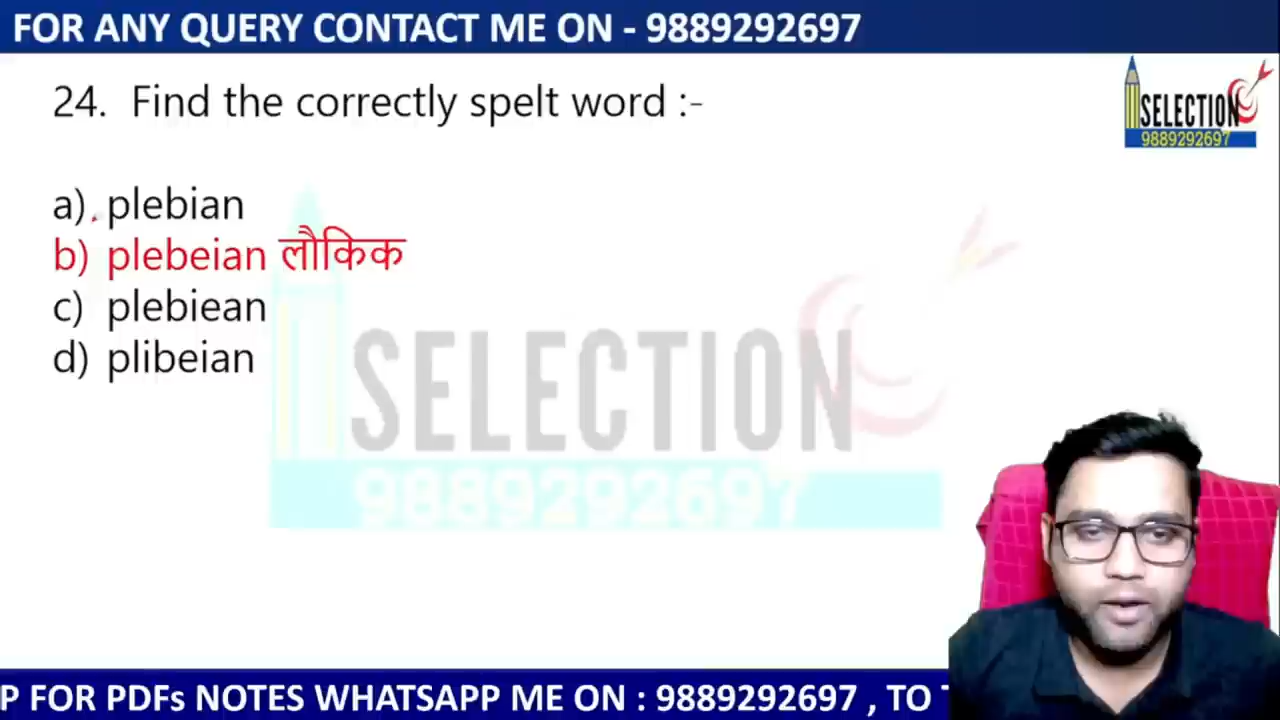 FOR ANY QUERY CONTACT ME ON - 9889292697
SELECTION
9889292697
24. Find the correctly spelt word :-
a) plebian
b) plebeian लौकिक
c) plebiean
d) plibeian
SELECTION
9889292697
P FOR PDFs NOTES WHATSAPP ME ON : 9889292697 , TO